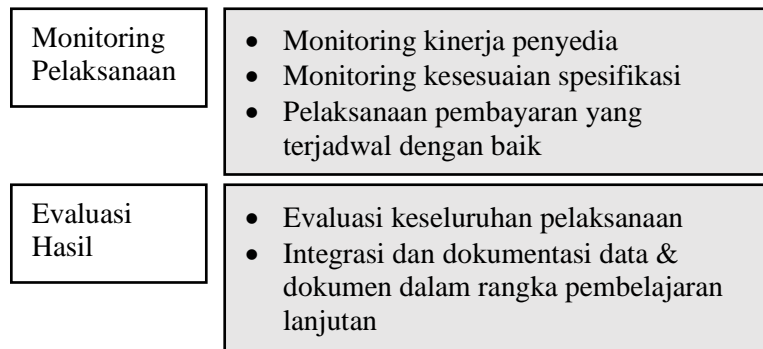 Monitoring
Pelaksanaan
• Monitoring kinerja penyedia
• Monitoring kesesuaian spesifikasi
• Pelaksanaan pembayaran yang
terjadwal dengan baik
Evaluasi
Hasil
• Evaluasi keseluruhan pelaksanaan
• Integrasi dan dokumentasi data &
dokumen dalam rangka pembelajaran
lanjutan